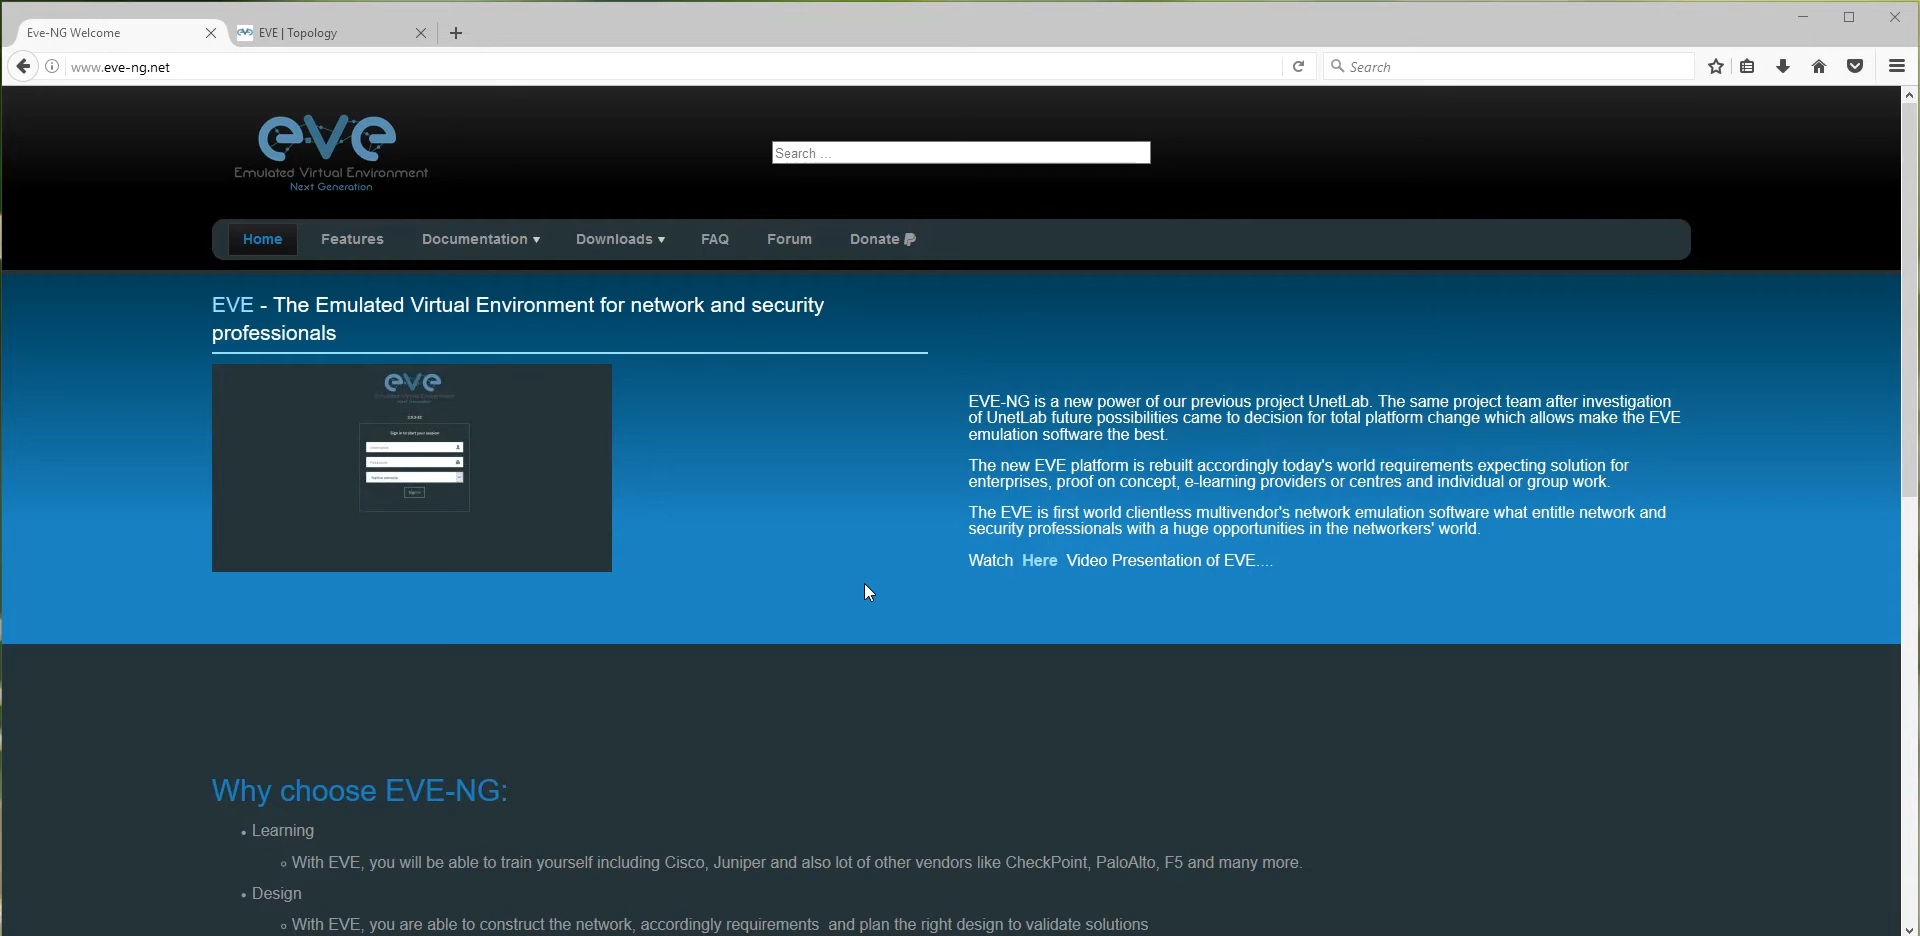 Eve-NG Welcome
EVE | Topology
www.eve-ng.net
Search
eve
Emulated Virtual Environment
Next Generation
Search ...
Home Features Documentation Downloads FAQ Forum Donate
EVE - The Emulated Virtual Environment for network and security
professionals
eve
Sign in to start your session
EVE-NG is a new power of our previous project UnetLab. The same project team after investigation
of UnetLab future possibilities came to decision for total platform change which allows make the EVE
emulation software the best.
The new EVE platform is rebuilt accordingly today's world requirements expecting solution for
enterprises, proof on concept, e-learning providers or centres and individual or group work.
The EVE is first world clientless multivendor's network emulation software what entitle network and
security professionals with a huge opportunities in the networkers' world.
Watch Here Video Presentation of EVE....
Why choose EVE-NG:
• Learning
◦ With EVE, you will be able to train yourself including Cisco, Juniper and also lot of other vendors like CheckPoint, PaloAlto, F5 and many more.
• Design
◦ With EVE, you are able to construct the network, accordingly requirements and plan the right design to validate solutions